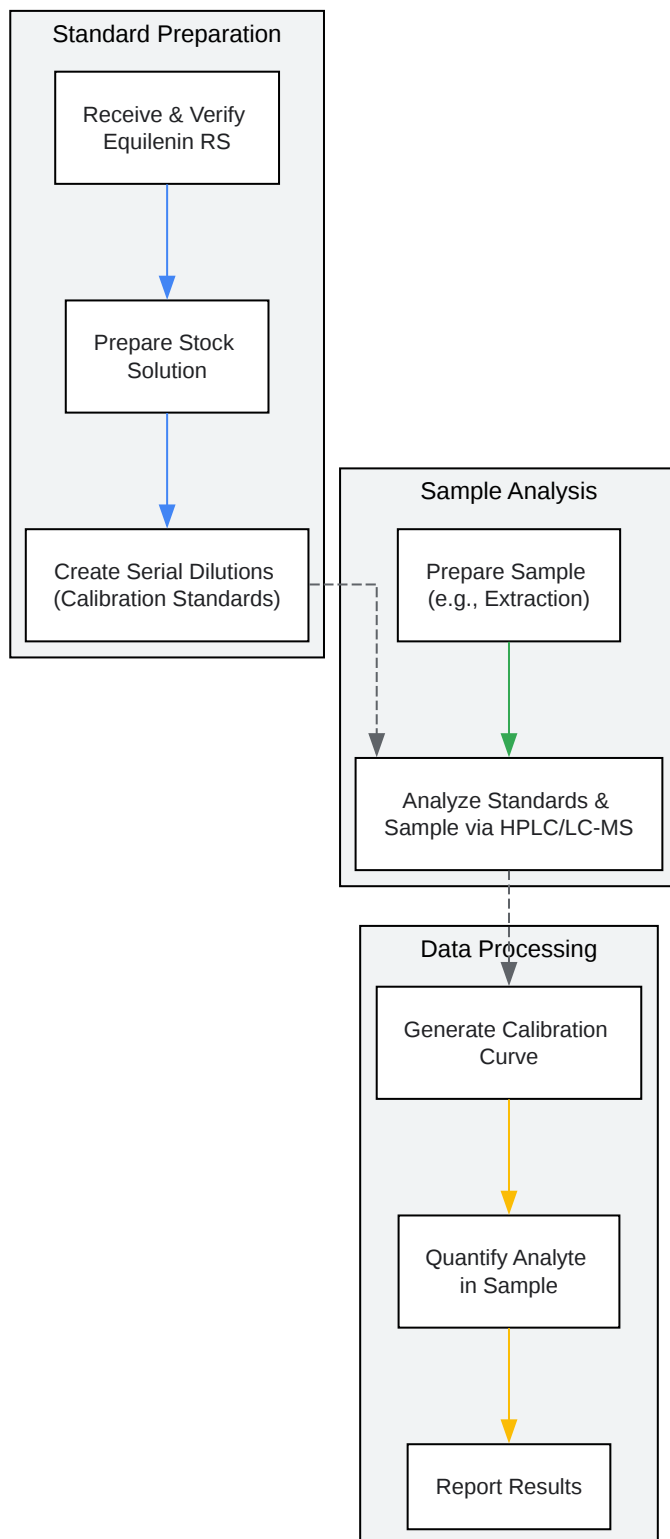 Standard Preparation
Receive & Verify
Equilenin RS
Prepare Stock
Solution
Create Serial Dilutions
(Calibration Standards)
Sample Analysis
Prepare Sample
(e.g., Extraction)
Analyze Standards &
Sample via HPLC/LC-MS
Data Processing
Generate Calibration
Curve
Quantify Analyte
in Sample
Report Results